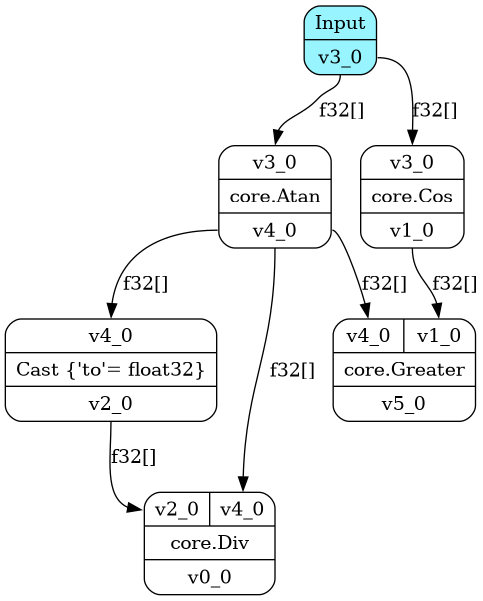 Input
v3_0
f32[]
f32[]
v3_0
core.Atan
v4_0
v3_0
core.Cos
v1_0
f32[]
f32[]
f32[]
f32[]
v4_0
Cast {'to'= float32}
v2_0
v4_0 v1_0
core.Greater
v5_0
f32[]
v2_0 v4_0
core.Div
v0_0